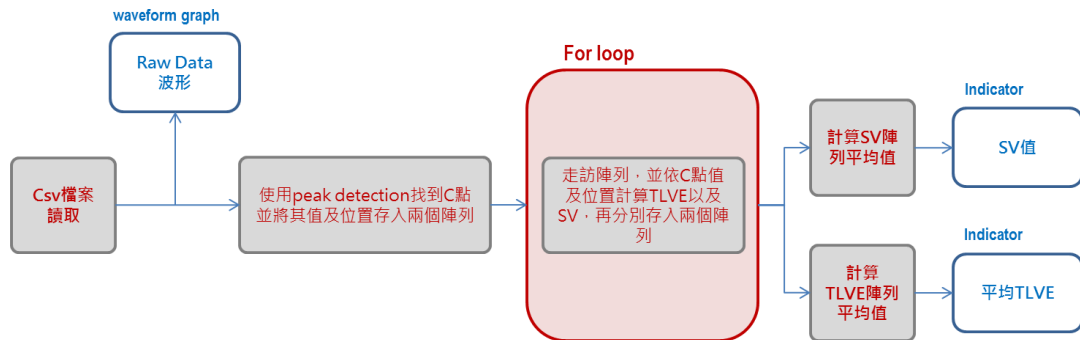 waveform graph
Raw Data
波形
Csv檔案
讀取
使用peak detection找到C點
並將其值及位置存入兩個陣列
For loop
走訪陣列，並依C點值
及位置計算TLVE以及
SV，再分別存入兩個陣
列
計算SV陣
列平均值
Indicator
SV值
計算
TLVE陣列
平均值
Indicator
平均TLVE